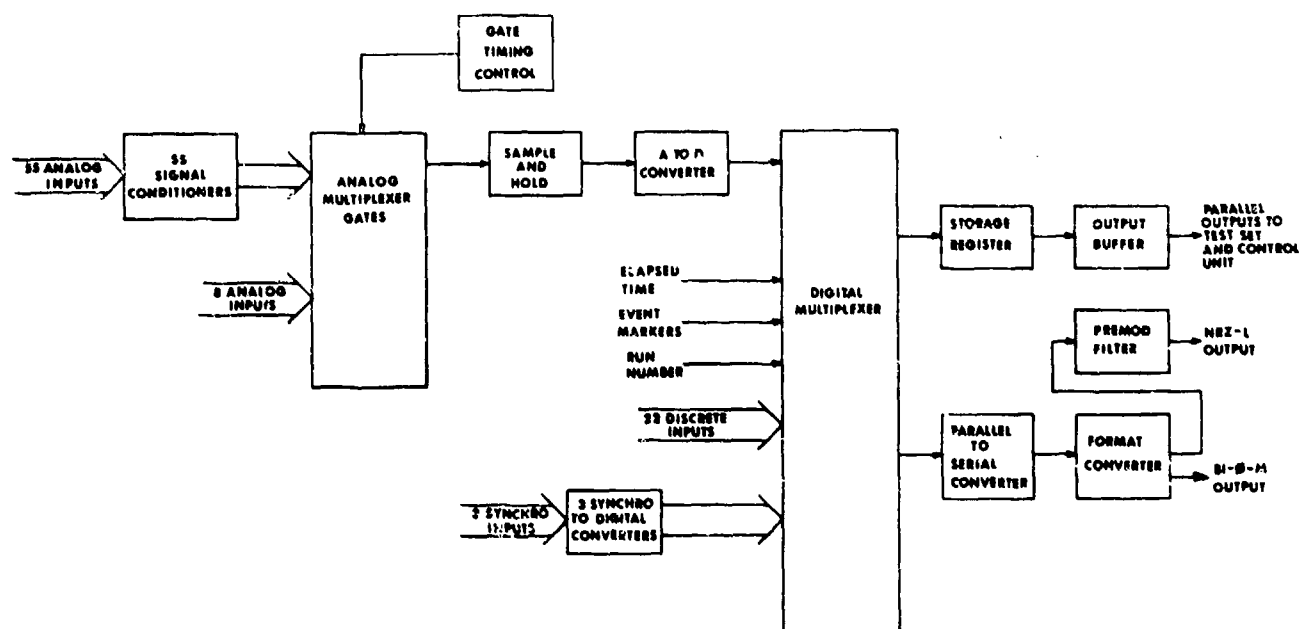 GATE
TIMING
CONTROL
55 ANALOG
INPUTS
55
SIGNAL
CONDITIONERS
ANALOG
MULTIPLEXER
GATES
8 ANALOG
INPUTS
SAMPLE
AND
HOLD
A TO D
CONVERTER
ELAPSED
TIME
EVENT
MARKERS
RUN
NUMBER
22 DISCRETE
INPUTS
3 SYNCHRO
INPUTS
3 SYNCHRO
TO DIGITAL
CONVERTERS
DIGITAL
MULTIPLEXER
STORAGE
REGISTER
OUTPUT
BUFFER
PARALLEL
OUTPUTS TO
TEST SET
AND CONTROL
UNIT
PREMOD
FILTER
NRZ-L
OUTPUT
PARALLEL
TO
SERIAL
CONVERTER
FORMAT
CONVERTER
BI-Ø-M
OUTPUT